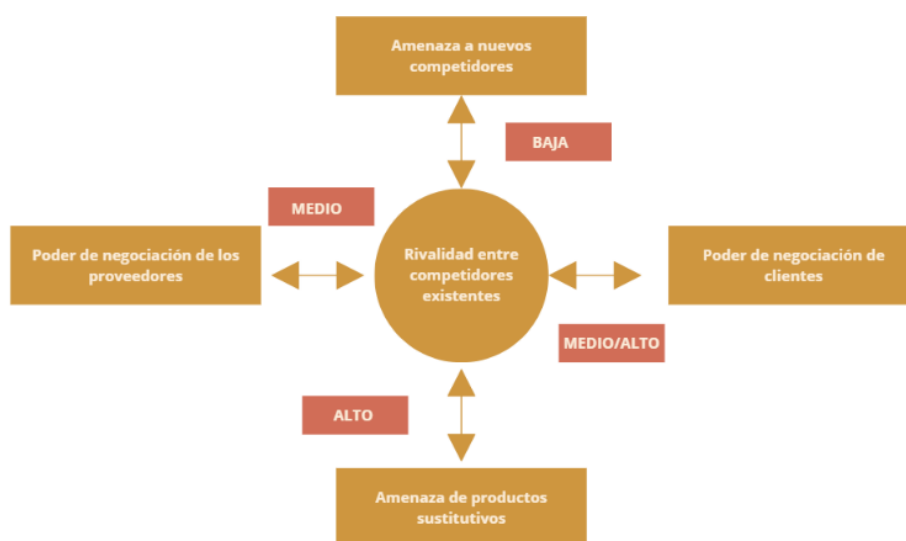 Amenaza a nuevos
competidores
BAJA
MEDIO
Poder de negociación de los
proveedores
Rivalidad entre
competidores
existentes
Poder de negociación de
clientes
MEDIO/ALTO
ALTO
Amenaza de productos
sustitutivos